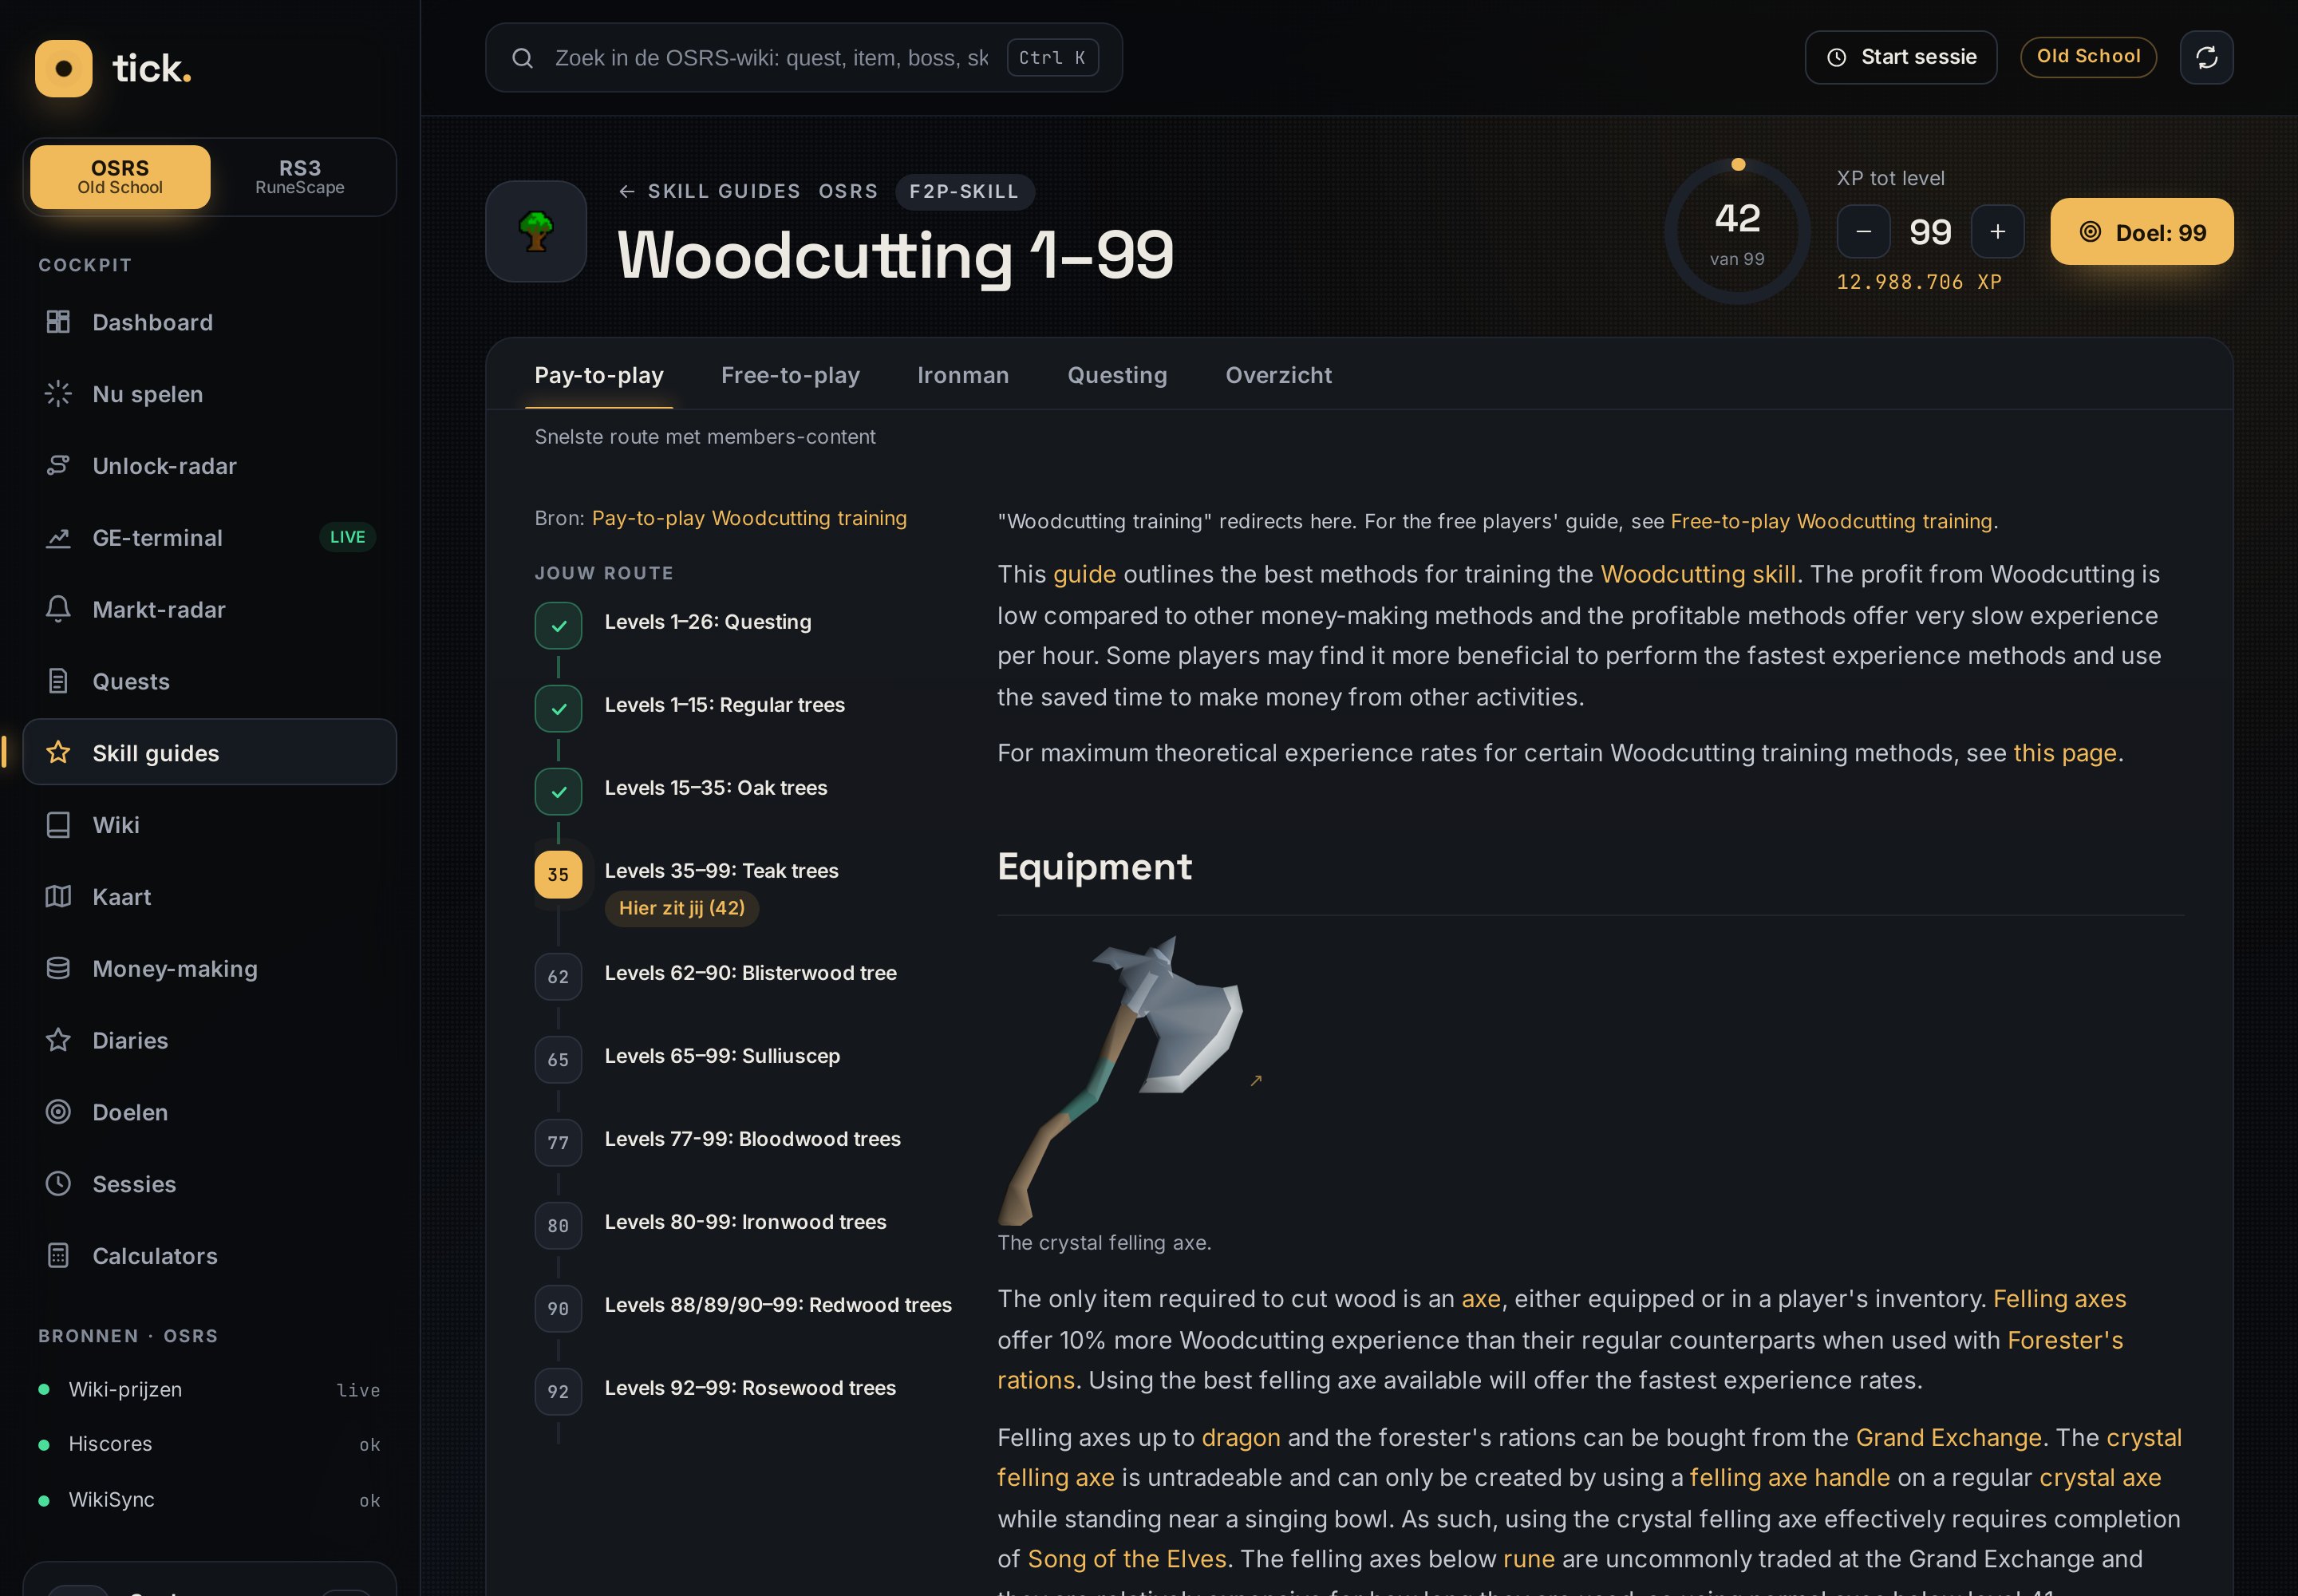 tick.
OSRS
Old School
RS3
RuneScape
COCKPIT
Dashboard
Nu spelen
Unlock-radar
GE-terminal
LIVE
Markt-radar
Quests
Skill guides
Wiki
Kaart
Money-making
Diaries
Doelen
Sessies
Calculators
BRONNEN · OSRS
Wiki-prijzen live
Hiscores ok
WikiSync ok
Zoek in de OSRS-wiki: quest, item, boss, sk
Ctrl K
Start sessie
Old School
← SKILL GUIDES OSRS F2P-SKILL
Woodcutting 1–99
42
van 99
XP tot level
− 99 +
12.988.706 XP
Doel: 99
Pay-to-play Free-to-play Ironman Questing Overzicht
Snelste route met members-content
Bron: Pay-to-play Woodcutting training
JOUW ROUTE
Levels 1–26: Questing
Levels 1–15: Regular trees
Levels 15–35: Oak trees
35 Levels 35–99: Teak trees
Hier zit jij (42)
62 Levels 62–90: Blisterwood tree
65 Levels 65–99: Sulliuscep
77 Levels 77-99: Bloodwood trees
80 Levels 80-99: Ironwood trees
90 Levels 88/89/90–99: Redwood trees
92 Levels 92–99: Rosewood trees
"Woodcutting training" redirects here. For the free players' guide, see Free-to-play Woodcutting training.
This guide outlines the best methods for training the Woodcutting skill. The profit from Woodcutting is
low compared to other money-making methods and the profitable methods offer very slow experience
per hour. Some players may find it more beneficial to perform the fastest experience methods and use
the saved time to make money from other activities.
For maximum theoretical experience rates for certain Woodcutting training methods, see this page.
Equipment
↗
The crystal felling axe.
The only item required to cut wood is an axe, either equipped or in a player's inventory. Felling axes
offer 10% more Woodcutting experience than their regular counterparts when used with Forester's
rations. Using the best felling axe available will offer the fastest experience rates.
Felling axes up to dragon and the forester's rations can be bought from the Grand Exchange. The crystal
felling axe is untradeable and can only be created by using a felling axe handle on a regular crystal axe
while standing near a singing bowl. As such, using the crystal felling axe effectively requires completion
of Song of the Elves. The felling axes below rune are uncommonly traded at the Grand Exchange and